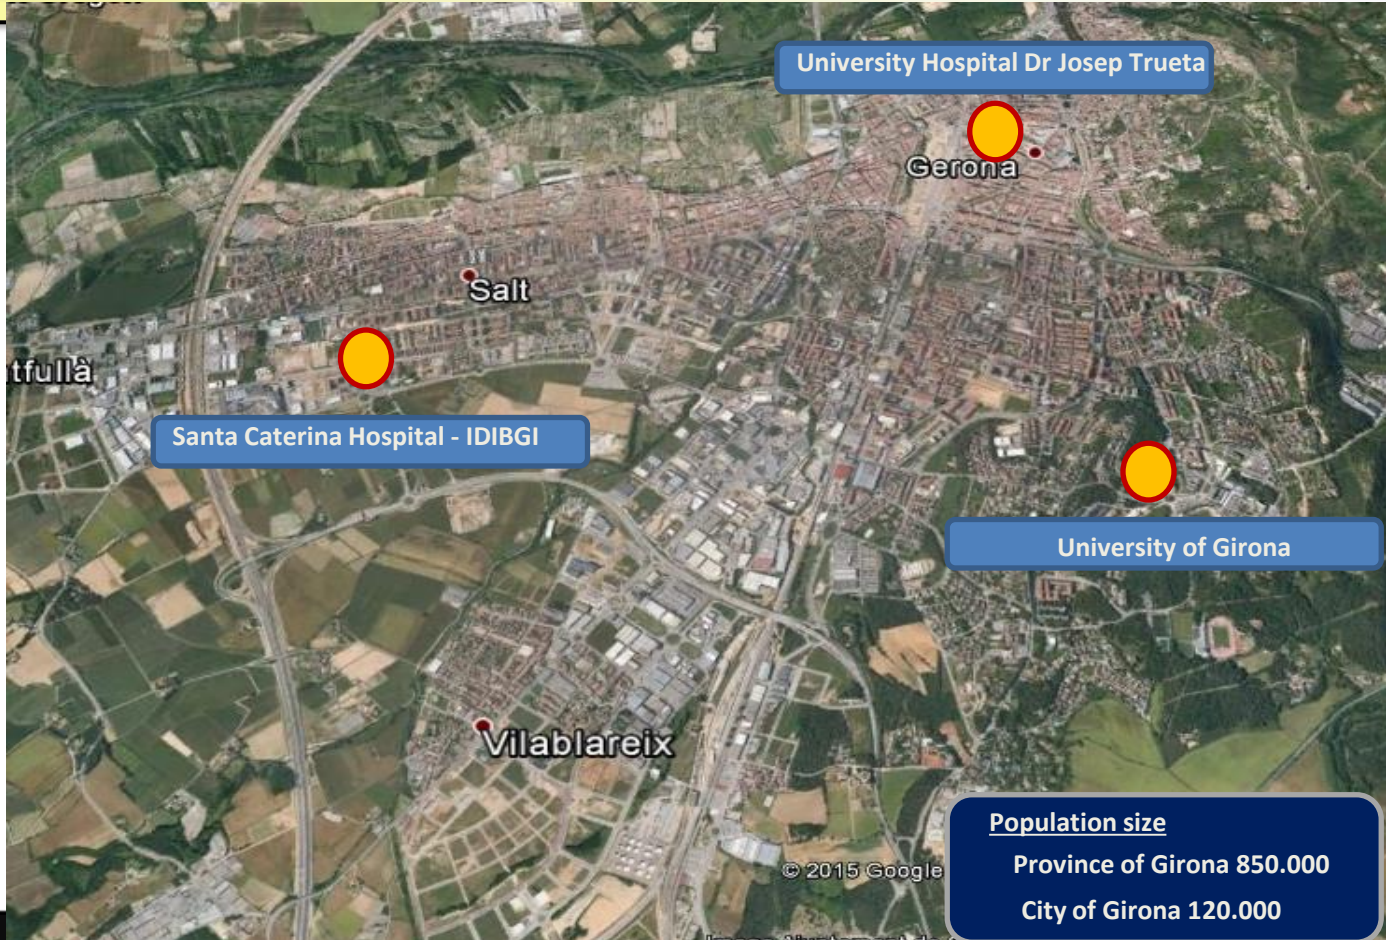 University Hospital Dr Josep Trueta
Gerona
Salt
tfullà
Santa Caterina Hospital - IDIBGI
University of Girona
Vilablareix
Population size
Province of Girona 850.000
City of Girona 120.000
© 2015 Google